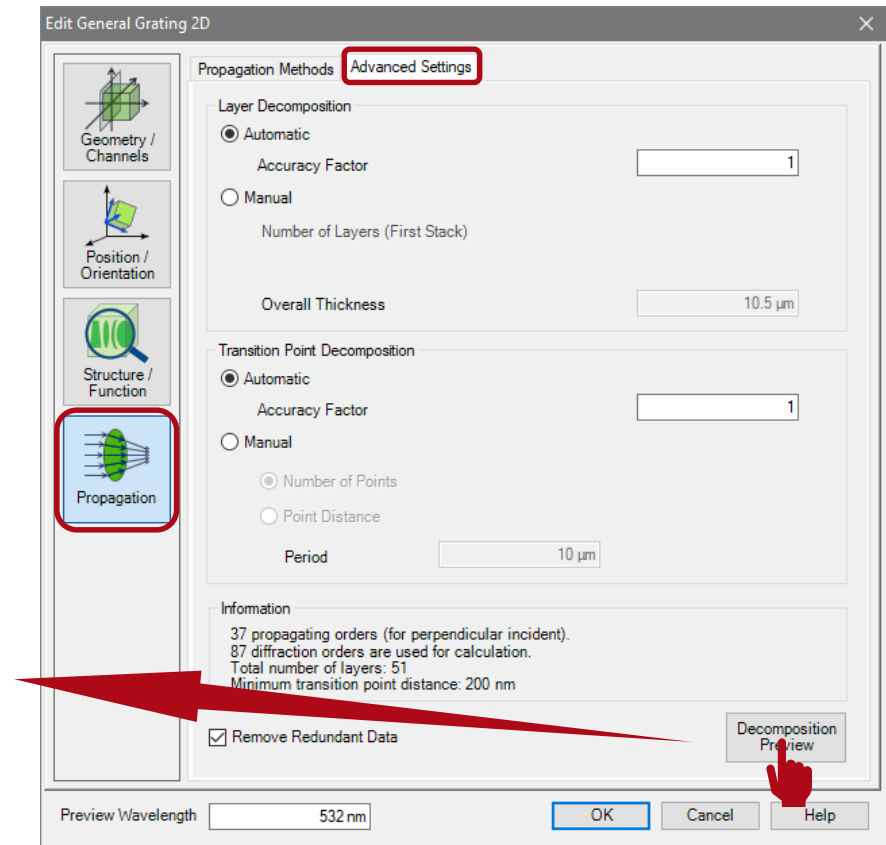 Edit General Grating 2D
Propagation Methods
Advanced Settings
Geometry /
Channels
Position /
Orientation
Structure /
Function
Propagation
Layer Decomposition
Automatic
Accuracy Factor 1
Manual
Number of Layers (First Stack)
Overall Thickness 10.5 µm
Transition Point Decomposition
Automatic
Accuracy Factor 1
Manual
Number of Points
Point Distance
Period 10 µm
Information
37 propagating orders (for perpendicular incident).
87 diffraction orders are used for calculation.
Total number of layers: 51
Minimum transition point distance: 200 nm
Remove Redundant Data
Decomposition
Preview
Preview Wavelength 532 nm
OK
Cancel
Help